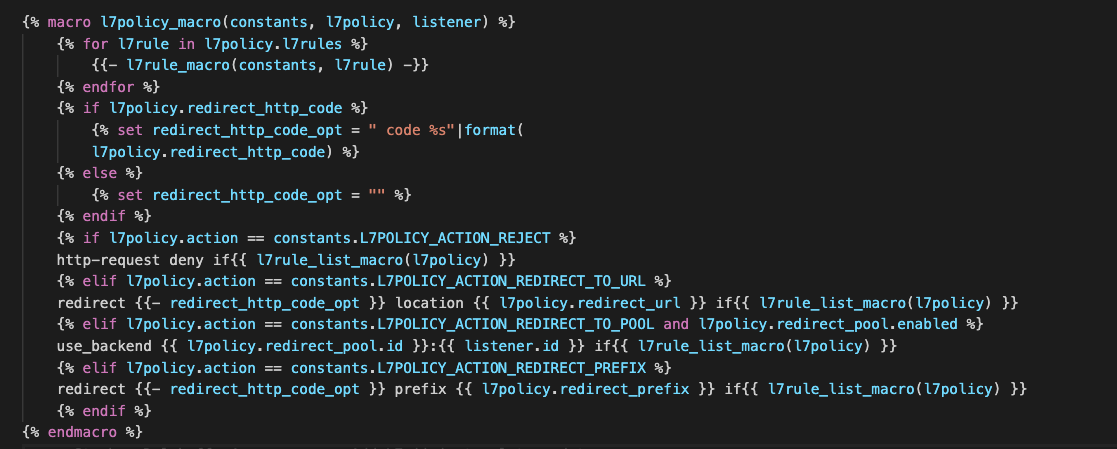 {% macro l7policy_macro(constants, l7policy, listener) %}
    {% for l7rule in l7policy.l7rules %}
        {{- l7rule_macro(constants, l7rule) -}}
    {% endfor %}
    {% if l7policy.redirect_http_code %}
        {% set redirect_http_code_opt = " code %s"|format(
        l7policy.redirect_http_code) %}
    {% else %}
        {% set redirect_http_code_opt = "" %}
    {% endif %}
    {% if l7policy.action == constants.L7POLICY_ACTION_REJECT %}
    http-request deny if{{ l7rule_list_macro(l7policy) }}
    {% elif l7policy.action == constants.L7POLICY_ACTION_REDIRECT_TO_URL %}
    redirect {{- redirect_http_code_opt }} location {{ l7policy.redirect_url }} if{{ l7rule_list_macro(l7policy) }}
    {% elif l7policy.action == constants.L7POLICY_ACTION_REDIRECT_TO_POOL and l7policy.redirect_pool.enabled %}
    use_backend {{ l7policy.redirect_pool.id }}:{{ listener.id }} if{{ l7rule_list_macro(l7policy) }}
    {% elif l7policy.action == constants.L7POLICY_ACTION_REDIRECT_PREFIX %}
    redirect {{- redirect_http_code_opt }} prefix {{ l7policy.redirect_prefix }} if{{ l7rule_list_macro(l7policy) }}
    {% endif %}
{% endmacro %}